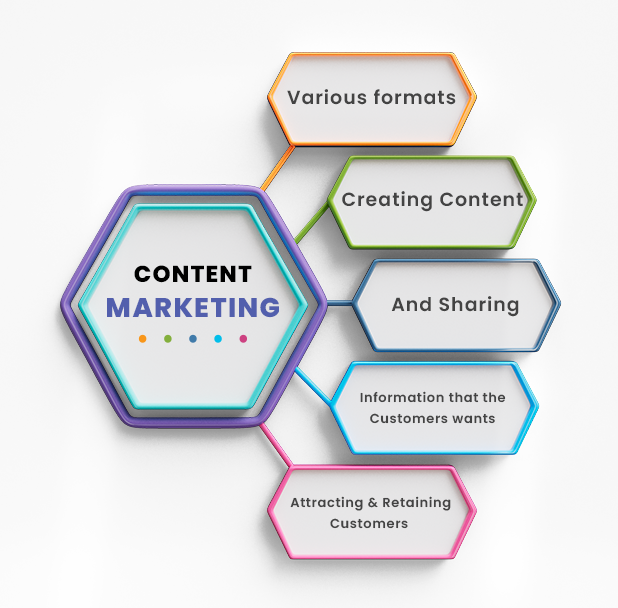 CONTENT
MARKETING
Various formats
Creating Content
And Sharing
Information that the
Customers wants
Attracting & Retaining
Customers